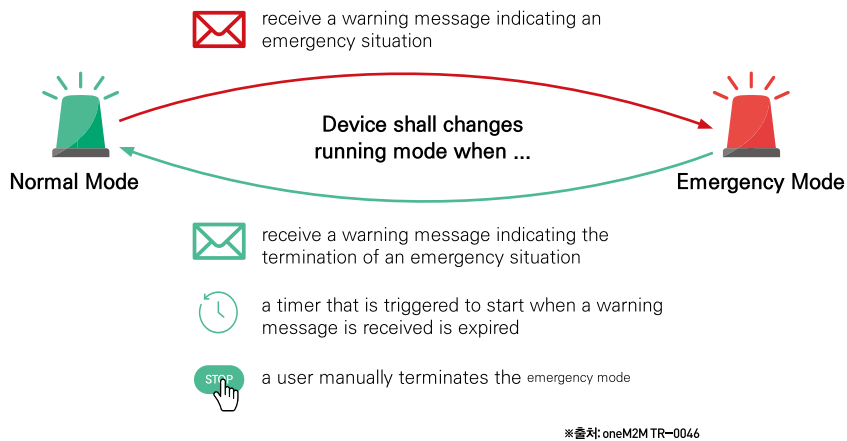 receive a warning message indicating an
emergency situation
Device shall changes
running mode when ...
Normal Mode
Emergency Mode
receive a warning message indicating the
termination of an emergency situation
a timer that is triggered to start when a warning
message is received is expired
STOP
a user manually terminates the emergency mode
※출처: oneM2M TR-0046